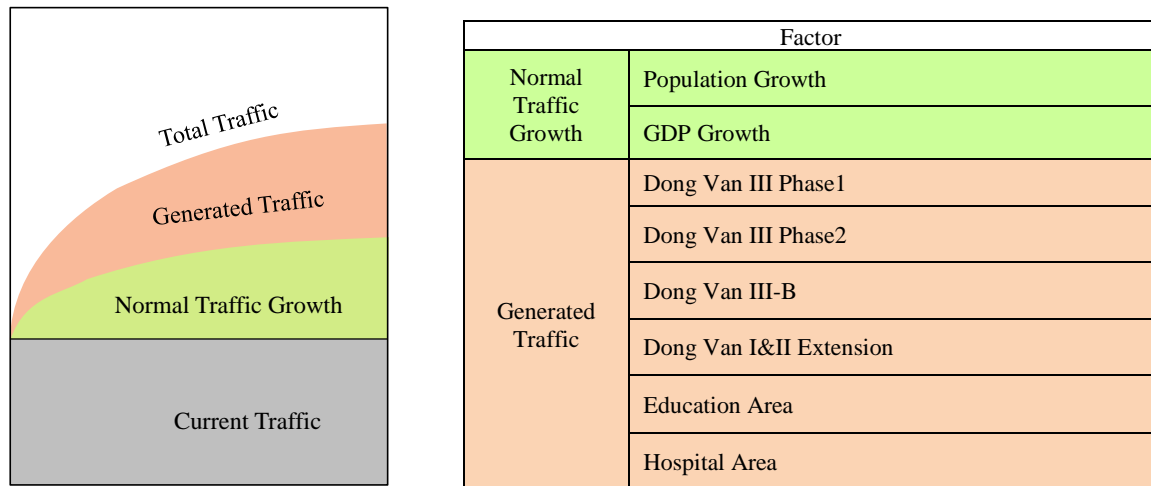 Total Traffic
Generated Traffic
Normal Traffic Growth
Current Traffic
Factor
Normal
Traffic
Growth
Population Growth
GDP Growth
Generated
Traffic
Dong Van III Phase1
Dong Van III Phase2
Dong Van III-B
Dong Van I&II Extension
Education Area
Hospital Area